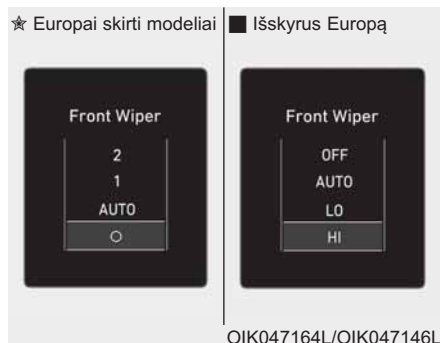 ✬ Europai skirti modeliai
Front Wiper
2
1
AUTO
O
■ Išskyrus Europą
Front Wiper
OFF
AUTO
LO
HI
OIK047164L/OIK047146L